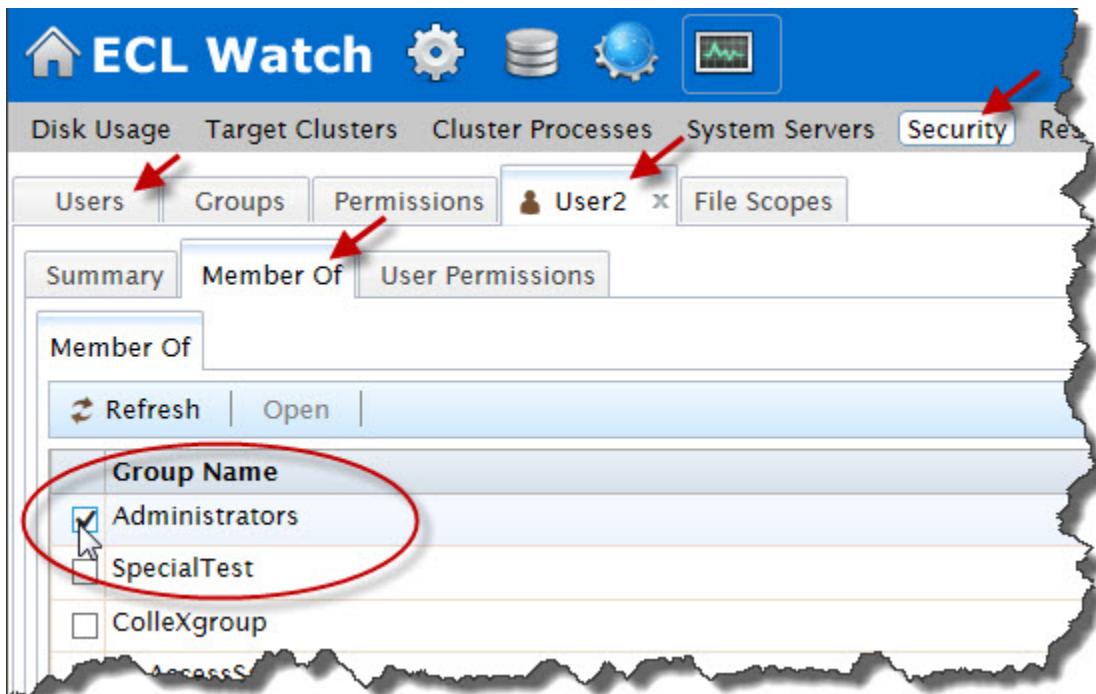 ECL Watch
Disk Usage Target Clusters Cluster Processes System Servers Security
Users Groups Permissions User2 x File Scopes
Summary Member Of User Permissions
Member Of
Refresh Open
Group Name
Administrators
SpecialTest
ColleXgroup